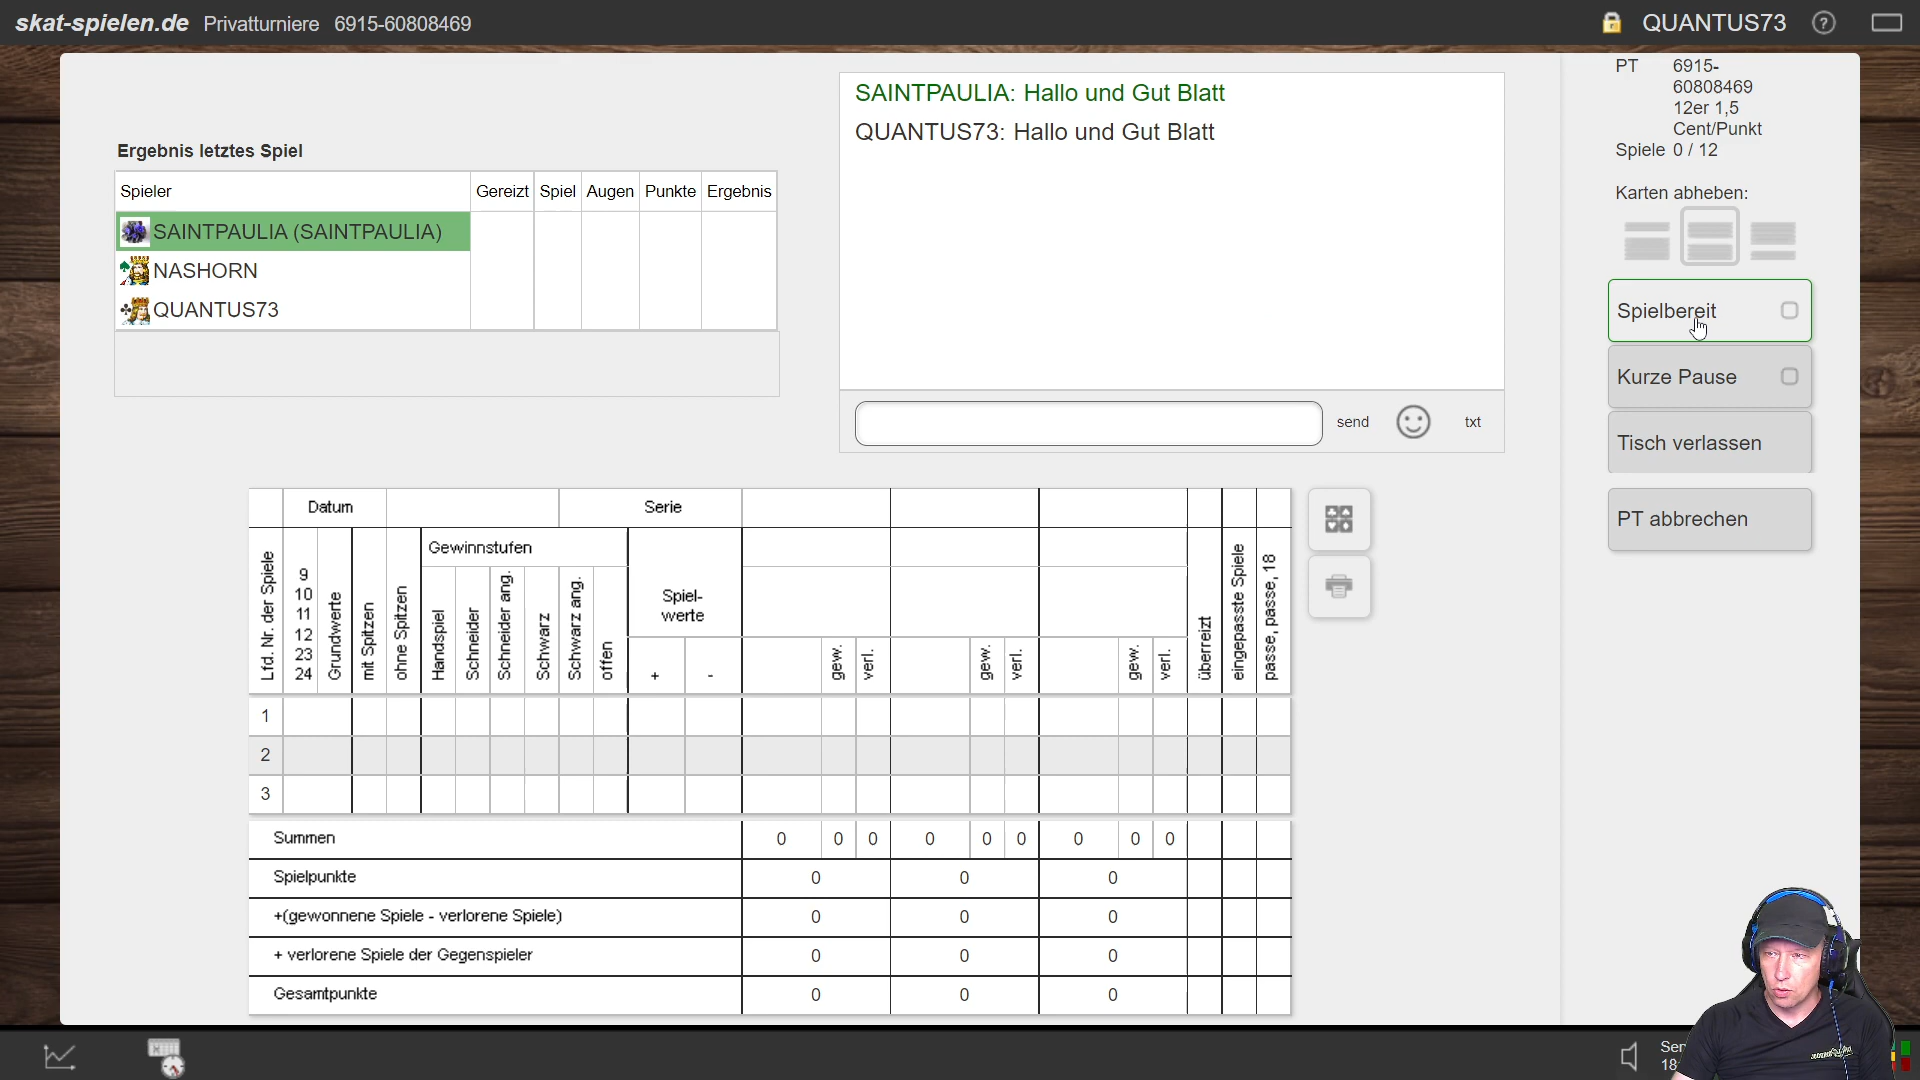 skat-spielen.de Privatturniere 6915-60808469
QUANTUS73 ?
Ergebnis letztes Spiel
Spieler Gereizt Spiel Augen Punkte Ergebnis
SAINTPAULIA (SAINTPAULIA)
NASHORN
QUANTUS73
SAINTPAULIA: Hallo und Gut Blatt
QUANTUS73: Hallo und Gut Blatt
send txt
PT 6915-
60808469
12er 1,5
Cent/Punkt
Spiele 0 / 12
Karten abheben:
Spielbereit
Kurze Pause
Tisch verlassen
PT abbrechen
Datum Serie
Lfd. Nr. der Spiele
9
10
11
12
23
24
Grundwerte
mit Spitzen
ohne Spitzen
Gewinnstufen
Handspiel
Schneider
Schneider ang.
Schwarz
Schwarz ang.
offen
Spiel-
werte
+ -
gew. verl. gew. verl. gew. verl.
überreizt
eingepasste Spiele
passe, passe, 18
1
2
3
Summen 0 0 0 0 0 0 0 0 0
Spielpunkte 0 0 0
+(gewonnene Spiele - verlorene Spiele) 0 0 0
+ verlorene Spiele der Gegenspieler 0 0 0
Gesamtpunkte 0 0 0